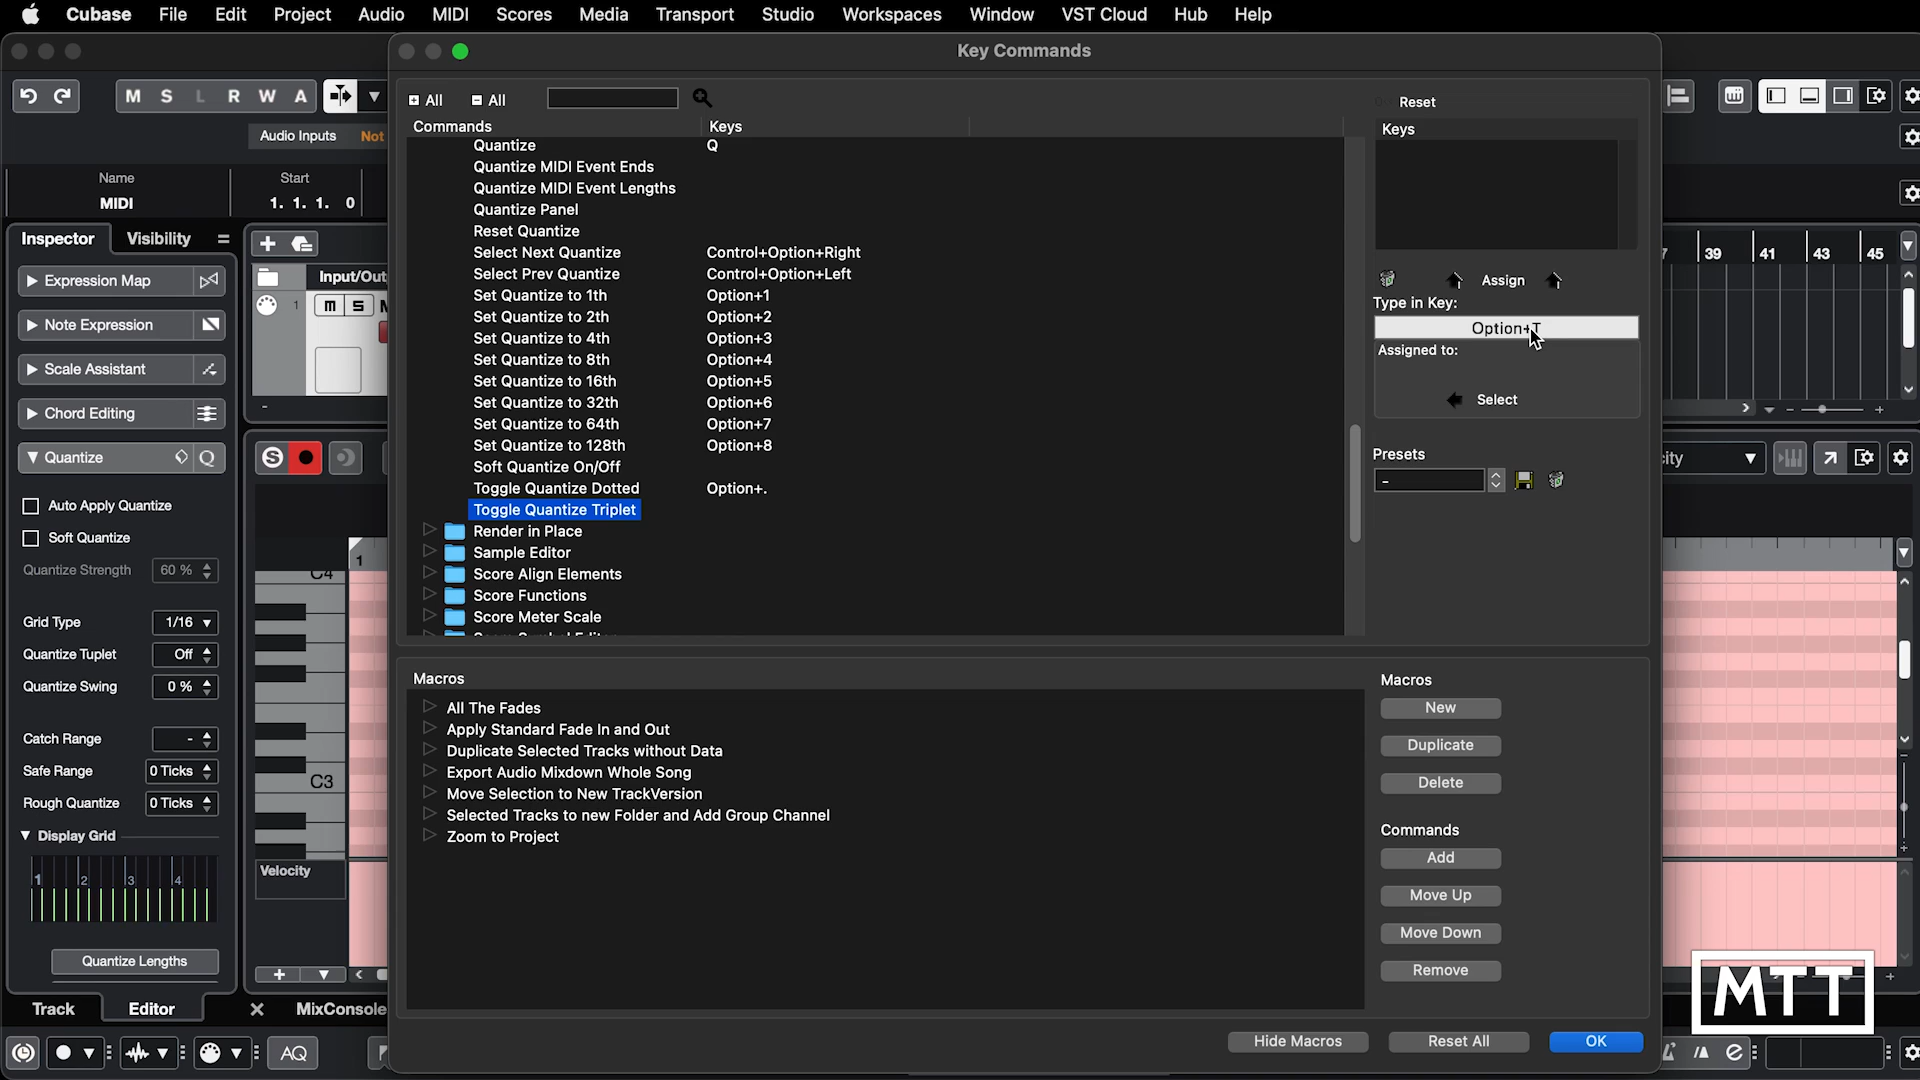 Cubase File Edit Project Audio MIDI Scores Media Transport Studio Workspaces Window VST Cloud Hub Help
Key Commands
M S L R W A
Audio Inputs Not
Name Start
MIDI 1. 1. 1. 0
Inspector Visibility
Expression Map
Note Expression
Scale Assistant
Chord Editing
Quantize Q
Auto Apply Quantize
Soft Quantize
Quantize Strength 60 %
Grid Type 1/16
Quantize Tuplet Off
Quantize Swing 0 %
Catch Range -
Safe Range 0 Ticks
Rough Quantize 0 Ticks
Display Grid
1 2 3 4
Quantize Lengths
Track Editor
MixConsole
AQ
Input/Out
1 m S
S
1
C4
C3
Velocity
All All
Commands Keys
Quantize Q
Quantize MIDI Event Ends
Quantize MIDI Event Lengths
Quantize Panel
Reset Quantize
Select Next Quantize Control+Option+Right
Select Prev Quantize Control+Option+Left
Set Quantize to 1th Option+1
Set Quantize to 2th Option+2
Set Quantize to 4th Option+3
Set Quantize to 8th Option+4
Set Quantize to 16th Option+5
Set Quantize to 32th Option+6
Set Quantize to 64th Option+7
Set Quantize to 128th Option+8
Soft Quantize On/Off
Toggle Quantize Dotted Option+.
Toggle Quantize Triplet
Render in Place
Sample Editor
Score Align Elements
Score Functions
Score Meter Scale
Reset
Keys
Assign
Type in Key:
Option+T
Assigned to:
Select
Presets
-
Macros
All The Fades
Apply Standard Fade In and Out
Duplicate Selected Tracks without Data
Export Audio Mixdown Whole Song
Move Selection to New TrackVersion
Selected Tracks to new Folder and Add Group Channel
Zoom to Project
Macros
New
Duplicate
Delete
Commands
Add
Move Up
Move Down
Remove
Hide Macros Reset All OK
39 41 43 45
city
MTT